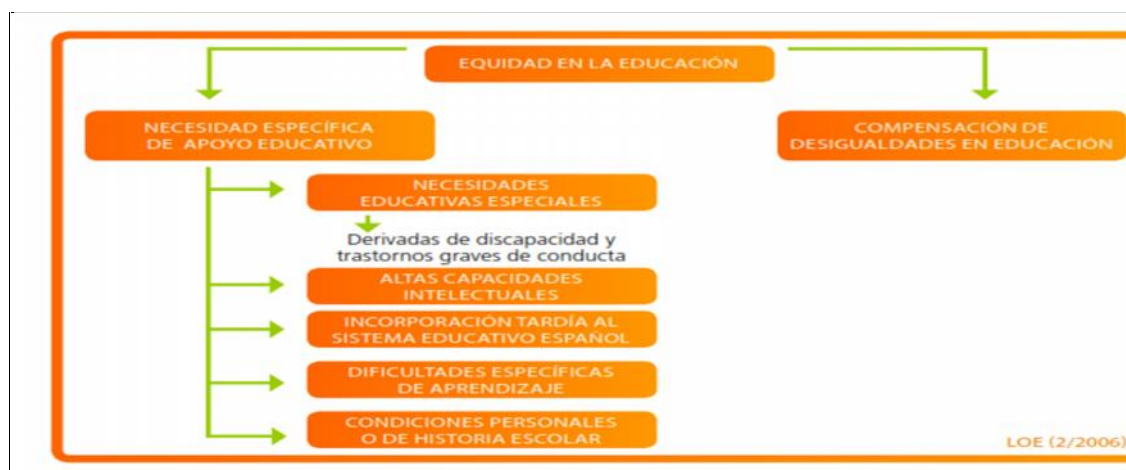 EQUIDAD EN LA EDUCACIÓN
NECESIDAD ESPECÍFICA
DE APOYO EDUCATIVO
COMPENSACIÓN DE
DESIGUALDADES EN EDUCACIÓN
NECESIDADES
EDUCATIVAS ESPECIALES
Derivadas de discapacidad y
trastornos graves de conducta
ALTAS CAPACIDADES
INTELECTUALES
INCORPORACIÓN TARDÍA AL
SISTEMA EDUCATIVO ESPAÑOL
DIFICULTADES ESPECÍFICAS
DE APRENDIZAJE
CONDICIONES PERSONALES
O DE HISTORIA ESCOLAR
LOE (2/2006)